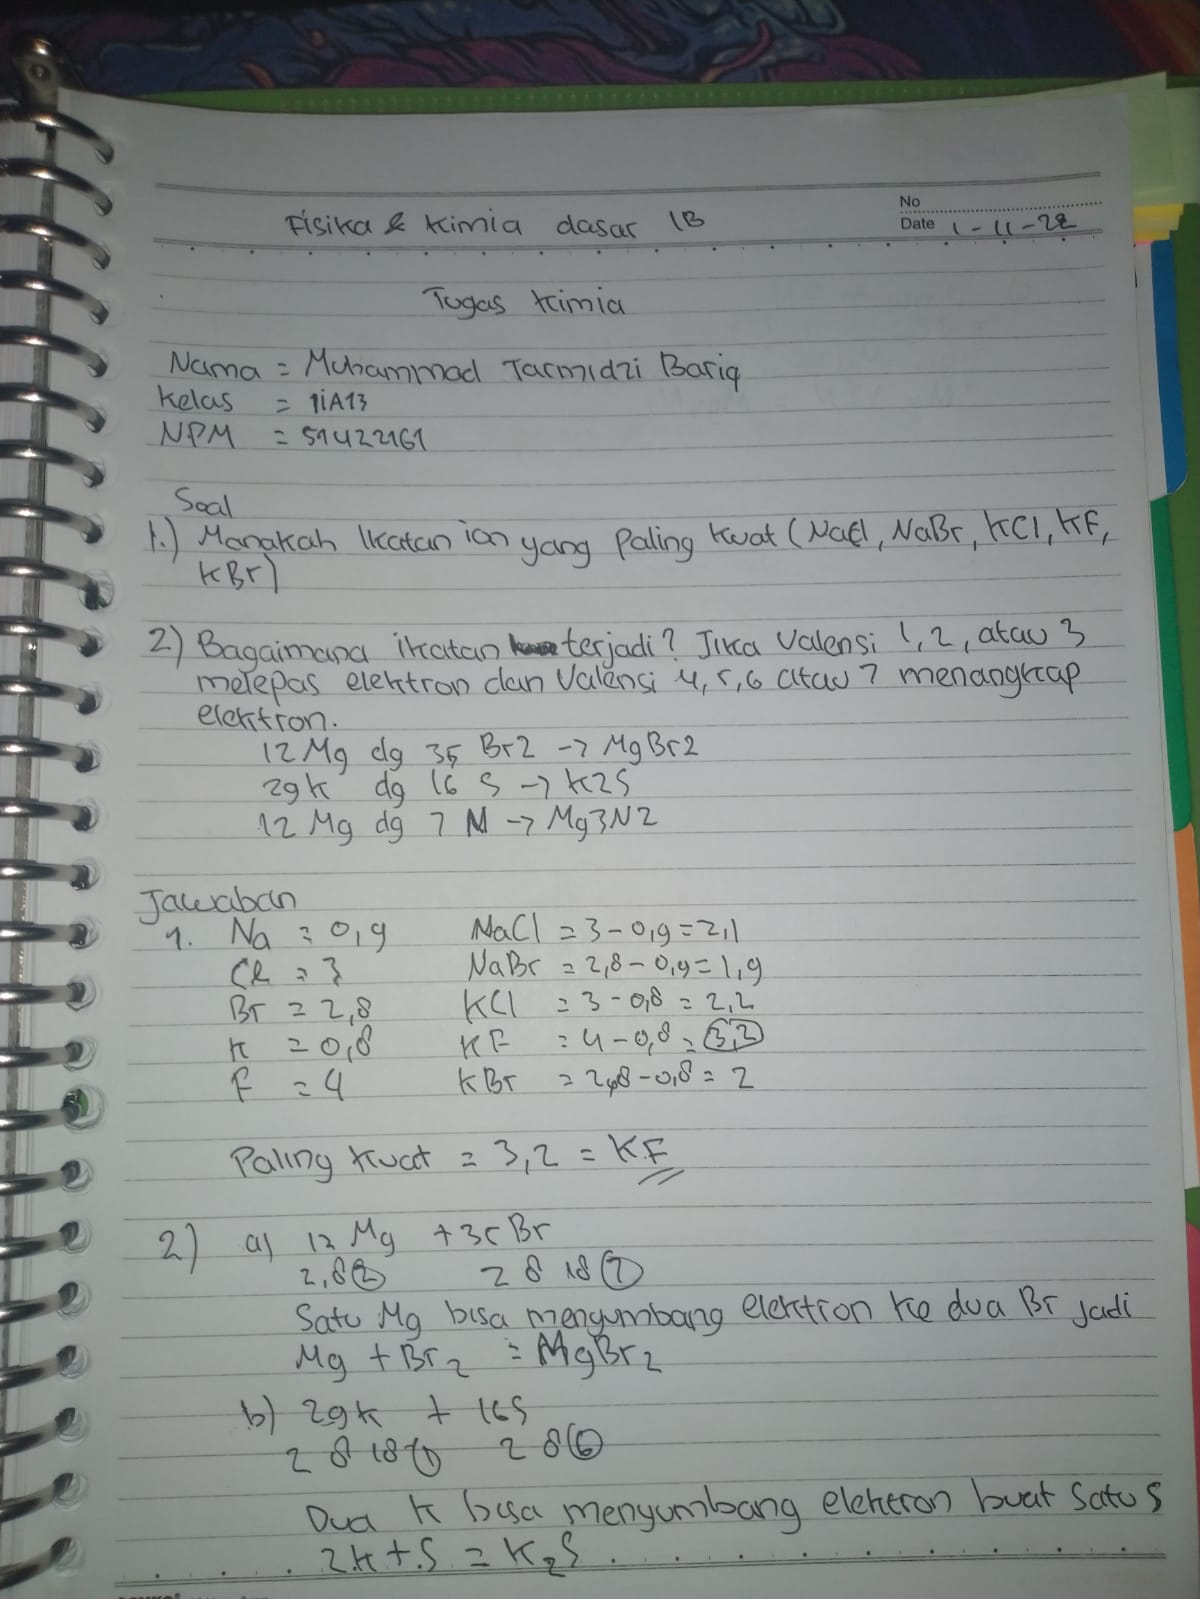 Fisika & Kimia dasar 1B
No
Date 1-11-22
Tugas Kimia
Nama = Muhammad Tarmidzi Bariq
Kelas = 1iA13
NPM = 51422161
Soal
1.) Manakah Ikatan ion yang Paling Kuat (NaCl, NaBr, KCl, KF,
KBr)
2) Bagaimana ikatan terjadi? Jika Valensi 1, 2, atau 3
melepas elektron dan Valensi 4, 5, 6 atau 7 menangkap
elektron.
12 Mg dg 35 Br2 -> MgBr2
29K dg 16 S -> K2S
12 Mg dg 7 N -> Mg3N2
Jawaban
1. Na = 0,9 NaCl = 3 - 0,9 = 2,1
Cl = 3 NaBr = 2,8 - 0,9 = 1,9
Br = 2,8 KCl = 3 - 0,8 = 2,2
K = 0,8 KF = 4 - 0,8 = 3,2
F = 4 KBr = 2,8 - 0,8 = 2
Paling Kuat = 3,2 = KF
2) a) 12 Mg + 35 Br
2, 8 2 2 8 18 7
Satu Mg bisa menyumbang elektron ke dua Br jadi
Mg + Br2 = MgBr2
b) 29K + 16S
2 8 18 1 2 8 6
Dua K bisa menyumbang elektron buat Satu S
2K + S = K2S